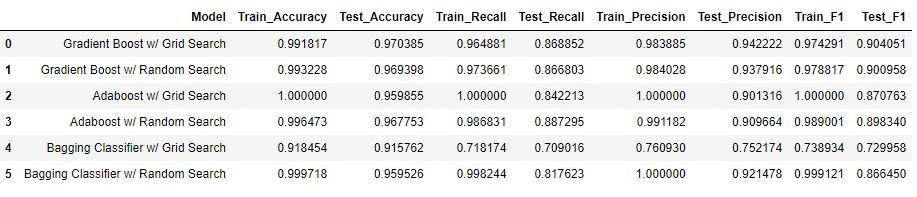 Model Train_Accuracy Test_Accuracy Train_Recall Test_Recall Train_Precision Test_Precision Train_F1 Test_F1
0 Gradient Boost w/ Grid Search 0.991817 0.970385 0.964881 0.868852 0.983885 0.942222 0.974291 0.904051
1 Gradient Boost w/ Random Search 0.993228 0.969398 0.973661 0.866803 0.984028 0.937916 0.978817 0.900958
2 Adaboost w/ Grid Search 1.000000 0.959855 1.000000 0.842213 1.000000 0.901316 1.000000 0.870763
3 Adaboost w/ Random Search 0.996473 0.967753 0.986831 0.887295 0.991182 0.909664 0.989001 0.898340
4 Bagging Classifier w/ Grid Search 0.918454 0.915762 0.718174 0.709016 0.760930 0.752174 0.738934 0.729958
5 Bagging Classifier w/ Random Search 0.999718 0.959526 0.998244 0.817623 1.000000 0.921478 0.999121 0.866450